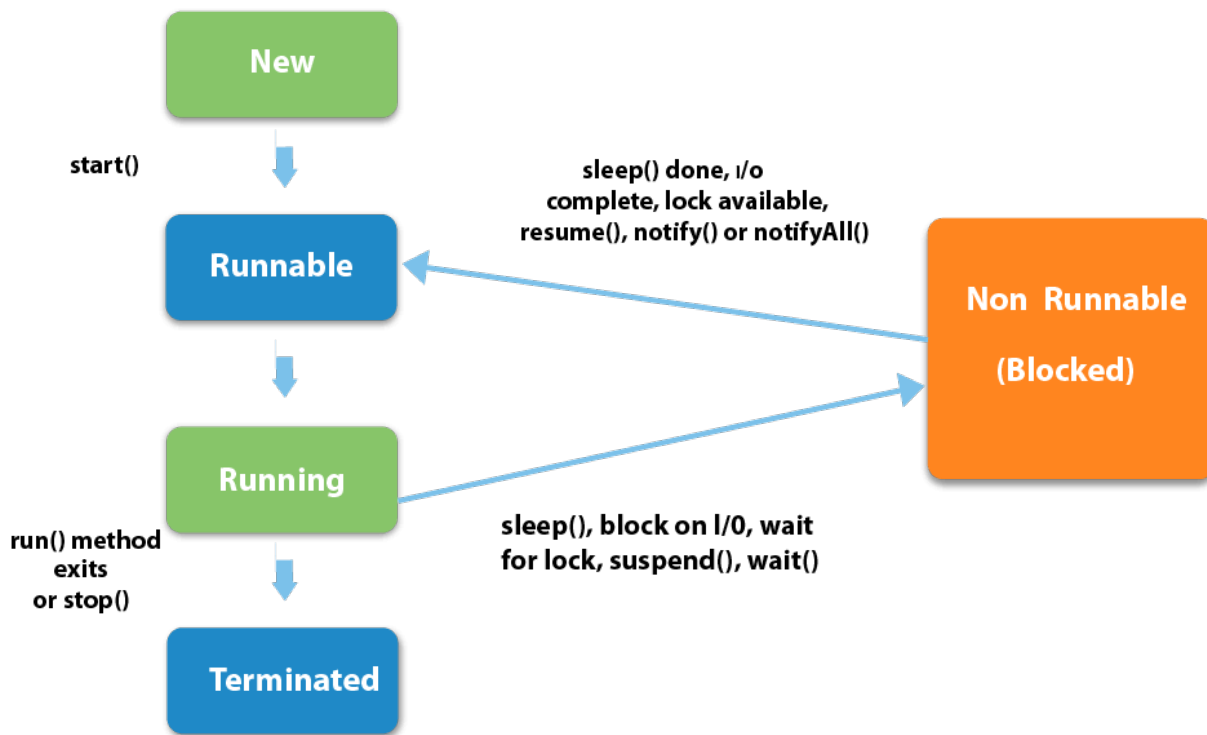 New
start()
sleep() done, I/o
complete, lock available,
resume(), notify() or notifyAll()
Runnable
Non Runnable
(Blocked)
Running
sleep(), block on l/0, wait
for lock, suspend(), wait()
run() method
exits
or stop()
Terminated